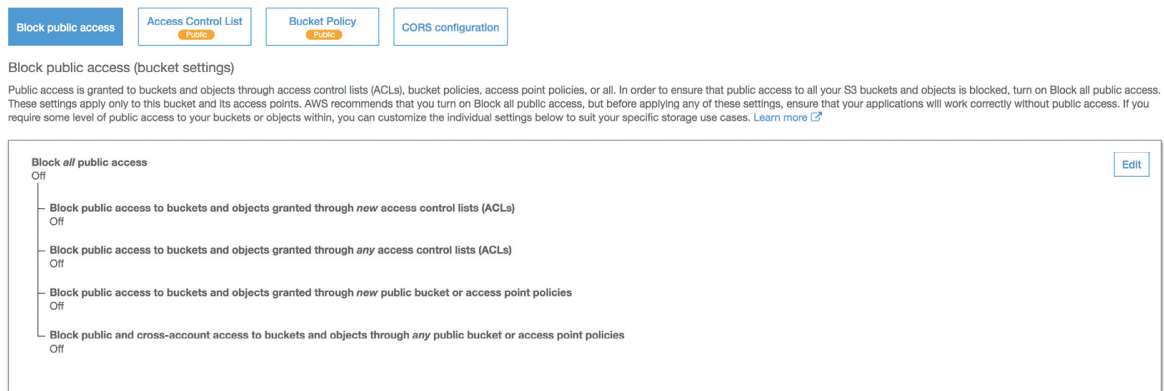 Block public access
Access Control List
Public
Bucket Policy
Public
CORS configuration
Block public access (bucket settings)
Public access is granted to buckets and objects through access control lists (ACLs), bucket policies, access point policies, or all. In order to ensure that public access to all your S3 buckets and objects is blocked, turn on Block all public access.
These settings apply only to this bucket and its access points. AWS recommends that you turn on Block all public access, but before applying any of these settings, ensure that your applications will work correctly without public access. If you
require some level of public access to your buckets or objects within, you can customize the individual settings below to suit your specific storage use cases. Learn more
Block all public access
Edit
Off
Block public access to buckets and objects granted through new access control lists (ACLs)
Off
Block public access to buckets and objects granted through any access control lists (ACLs)
Off
Block public access to buckets and objects granted through new public bucket or access point policies
Off
Block public and cross-account access to buckets and objects through any public bucket or access point policies
Off